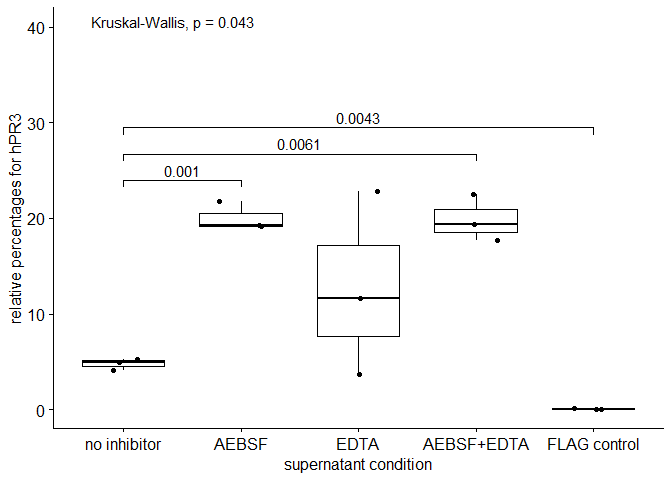 Kruskal-Wallis, p = 0.043
relative percentages for hPR3
40
30
20
10
0
0.0043
0.0061
0.001
no inhibitor AEBSF EDTA AEBSF+EDTA FLAG control
supernatant condition